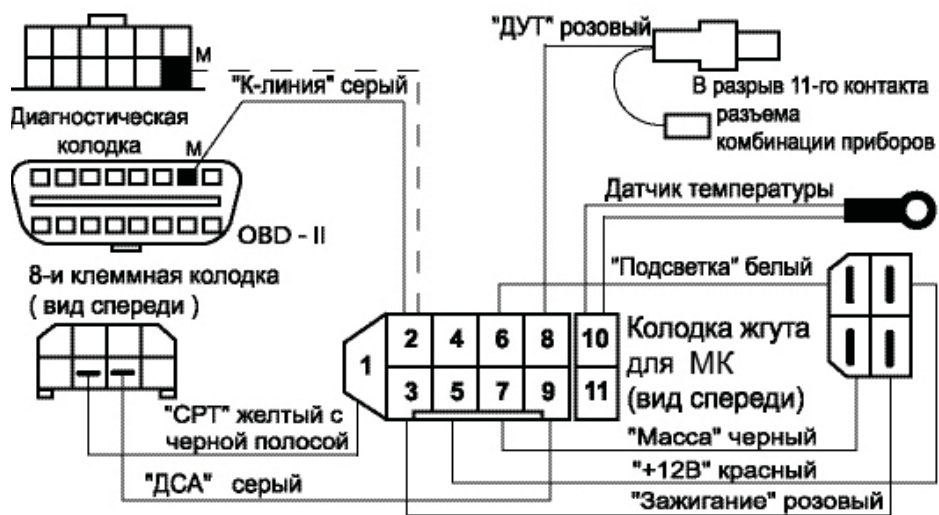 "ДУТ" розовый
М
"К-линия" серый
В разрыв 11-го контакта
разъема
комбинации приборов
Диагностическая
колодка
М
Датчик температуры
OBD - II
8-и клеммная колодка
( вид спереди )
"Подсветка" белый
2 4 6 8 10
1
3 5 7 9 11
Колодка жгута
для МК
(вид спереди)
"СРТ" желтый с
черной полосой
"Масса" черный
"+12В" красный
"ДСА" серый
"Зажигание" розовый